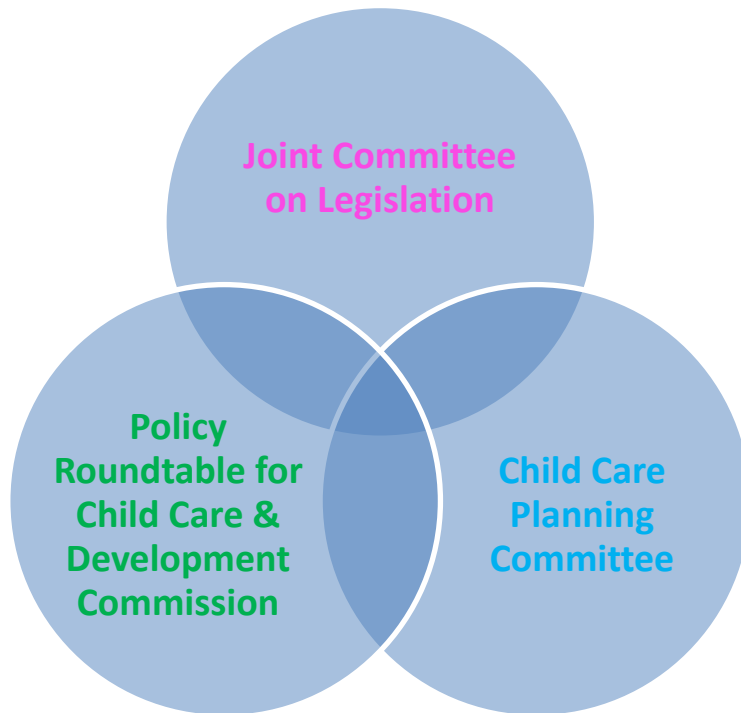 Joint Committee
on Legislation
Policy
Roundtable for
Child Care &
Development
Commission
Child Care
Planning
Committee